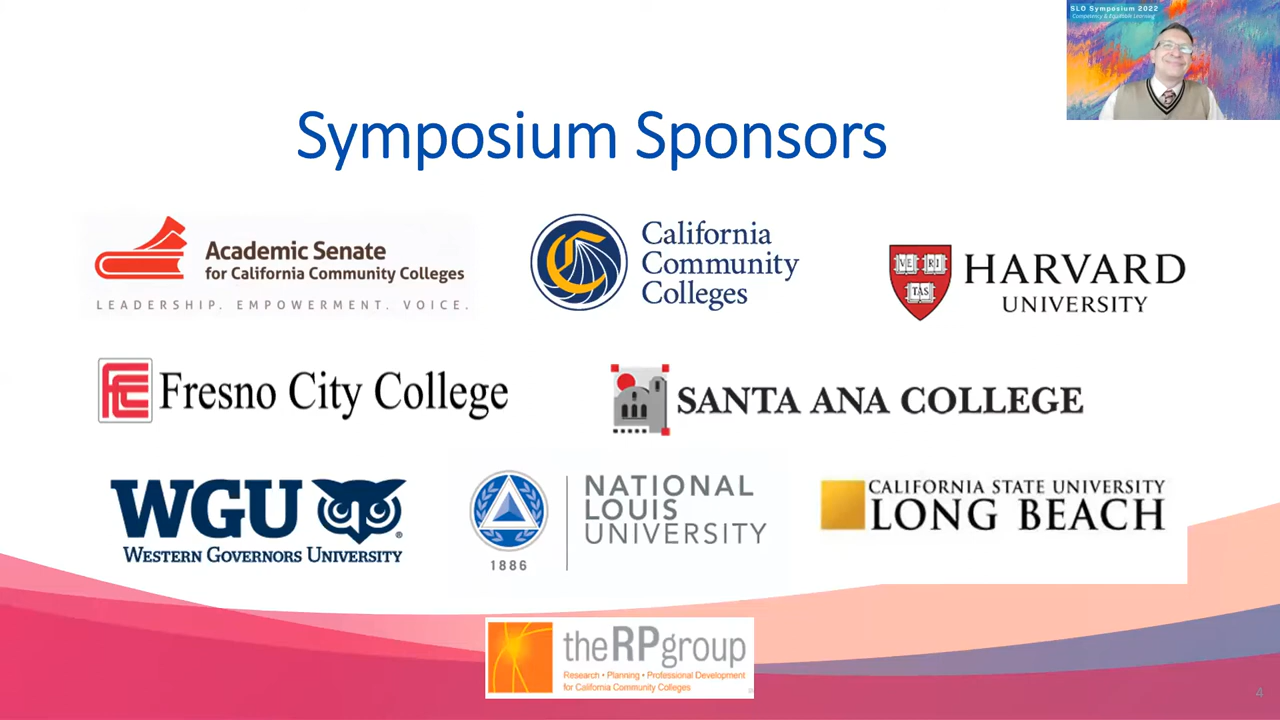 SLO Symposium 2022
Competency & Equitable Learning
Symposium Sponsors
Academic Senate
for California Community Colleges
LEADERSHIP. EMPOWERMENT. VOICE.
C
California
Community
Colleges
VE RI
TAS
HARVARD
UNIVERSITY
FCC
Fresno City College
SANTA ANA COLLEGE
WGU
®
WESTERN GOVERNORS UNIVERSITY
1886
NATIONAL
LOUIS
UNIVERSITY
CALIFORNIA STATE UNIVERSITY
LONG BEACH
theRPgroup
Research • Planning • Professional Development
for California Community Colleges
4